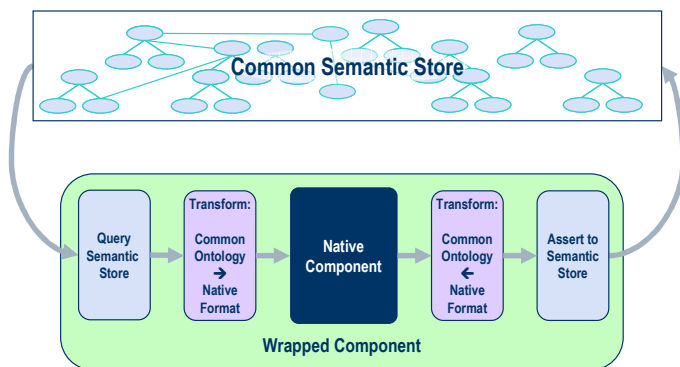 Common Semantic Store
Query
Semantic
Store
Transform:
Common
Ontology
➔
Native
Format
Native
Component
Transform:
Common
Ontology
←
Native
Format
Assert to
Semantic
Store
Wrapped Component